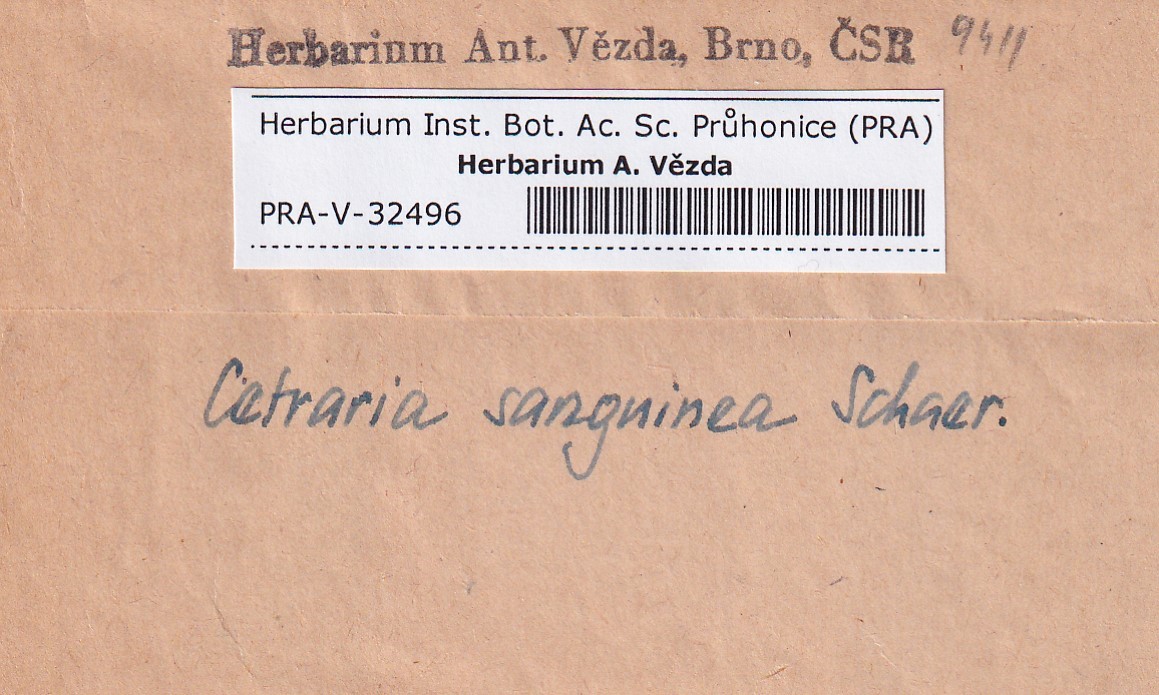 Herbarium Ant. Vězda, Brno, ČSR 9411
Herbarium Inst. Bot. Ac. Sc. Průhonice (PRA)
Herbarium A. Vězda
PRA-V-32496
Cetraria sanguinea Schaer.